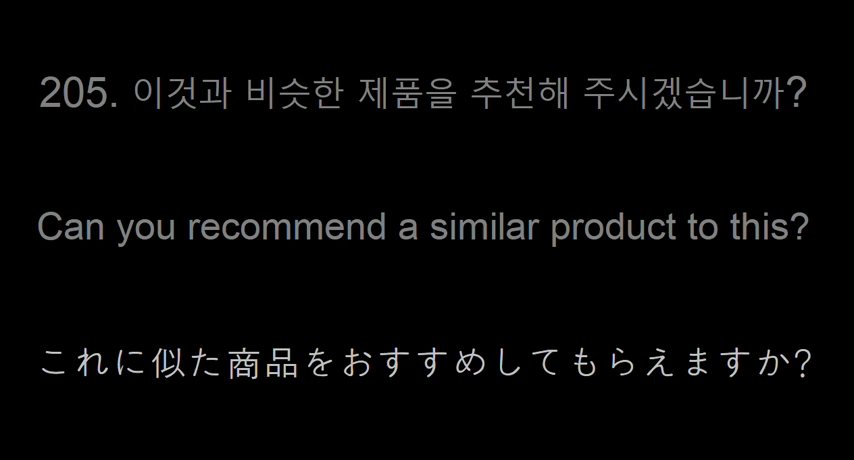 205. 이것과 비슷한 제품을 추천해 주시겠습니까?
Can you recommend a similar product to this?
これに似た商品をおすすめしてもらえますか?